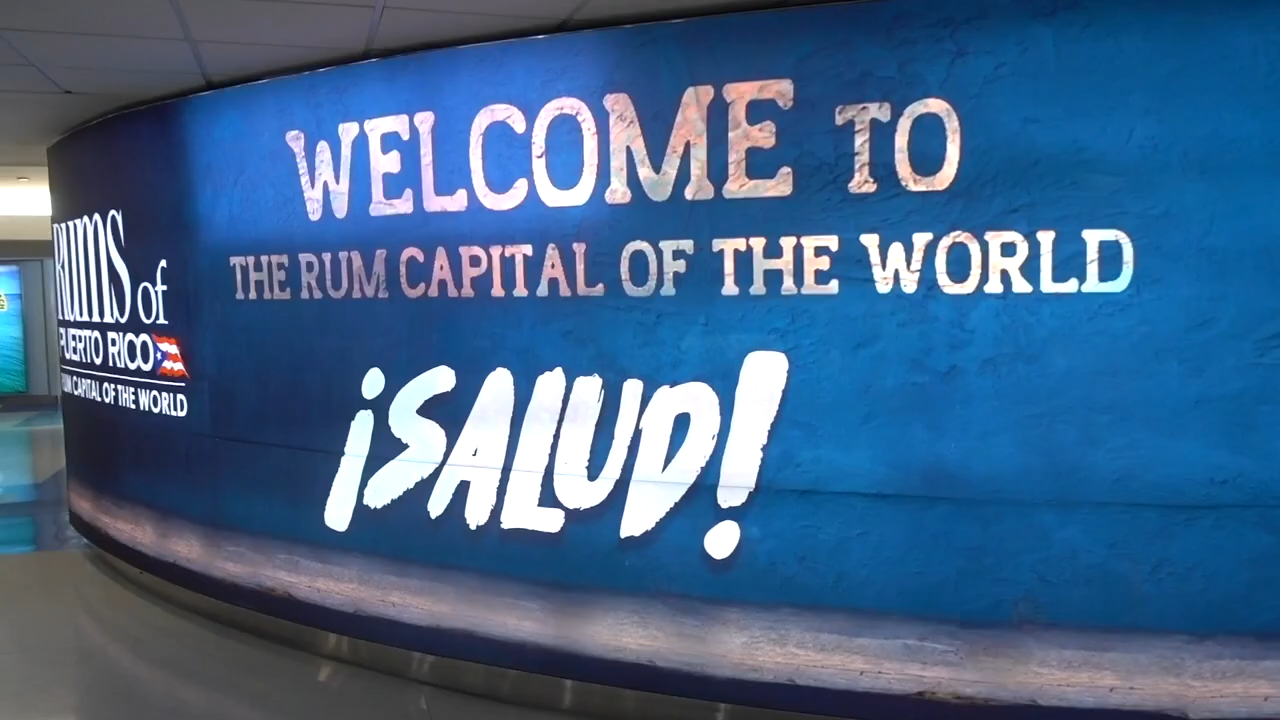 WELCOME TO
THE RUM CAPITAL OF THE WORLD
¡SALUD!
RUMS of
PUERTO RICO
RUM CAPITAL OF THE WORLD